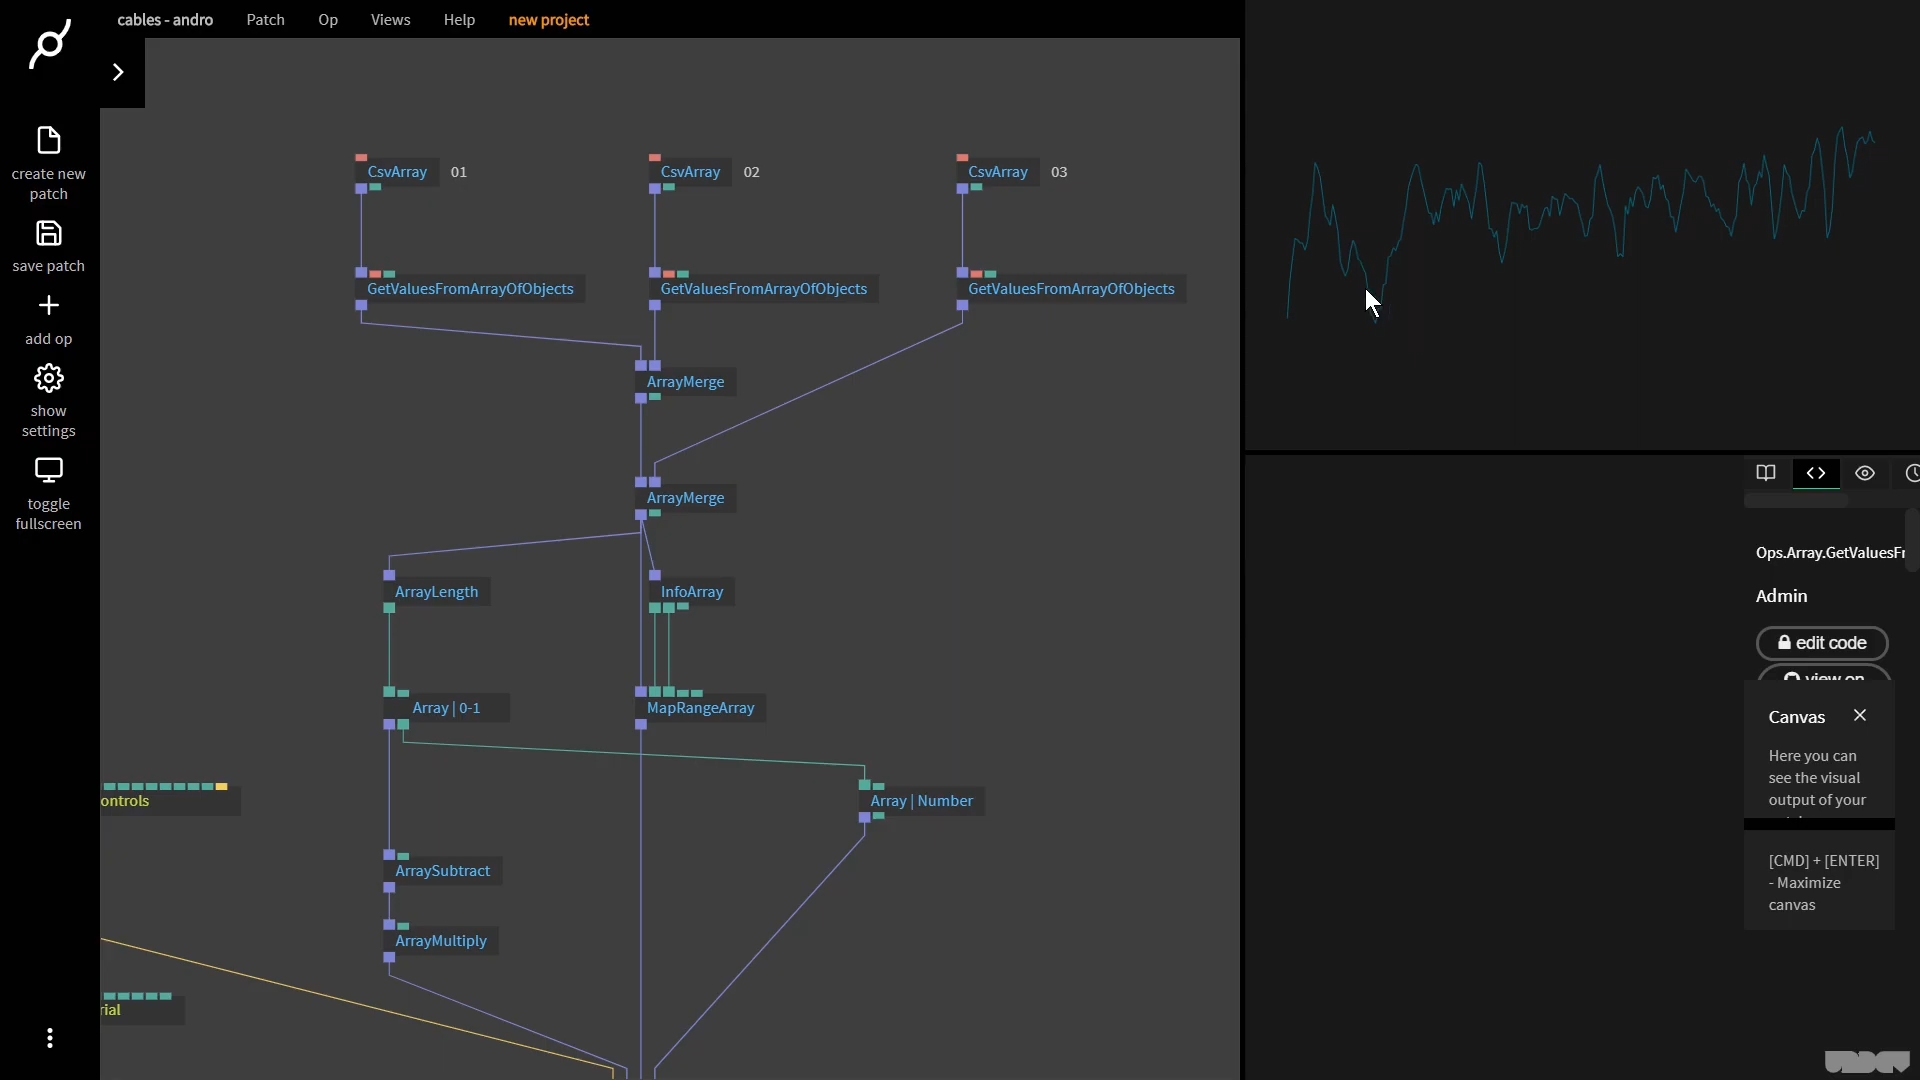 cables - andro Patch Op Views Help new project
create new
patch
save patch
add op
show
settings
toggle
fullscreen
CsvArray 01
CsvArray 02
CsvArray 03
GetValuesFromArrayOfObjects
GetValuesFromArrayOfObjects
GetValuesFromArrayOfObjects
ArrayMerge
ArrayMerge
ArrayLength
InfoArray
Array | 0-1
MapRangeArray
ontrols
Array | Number
ArraySubtract
ArrayMultiply
rial
Ops.Array.GetValuesFr
Admin
edit code
view on
Canvas
Here you can
see the visual
output of your
[CMD] + [ENTER]
- Maximize
canvas